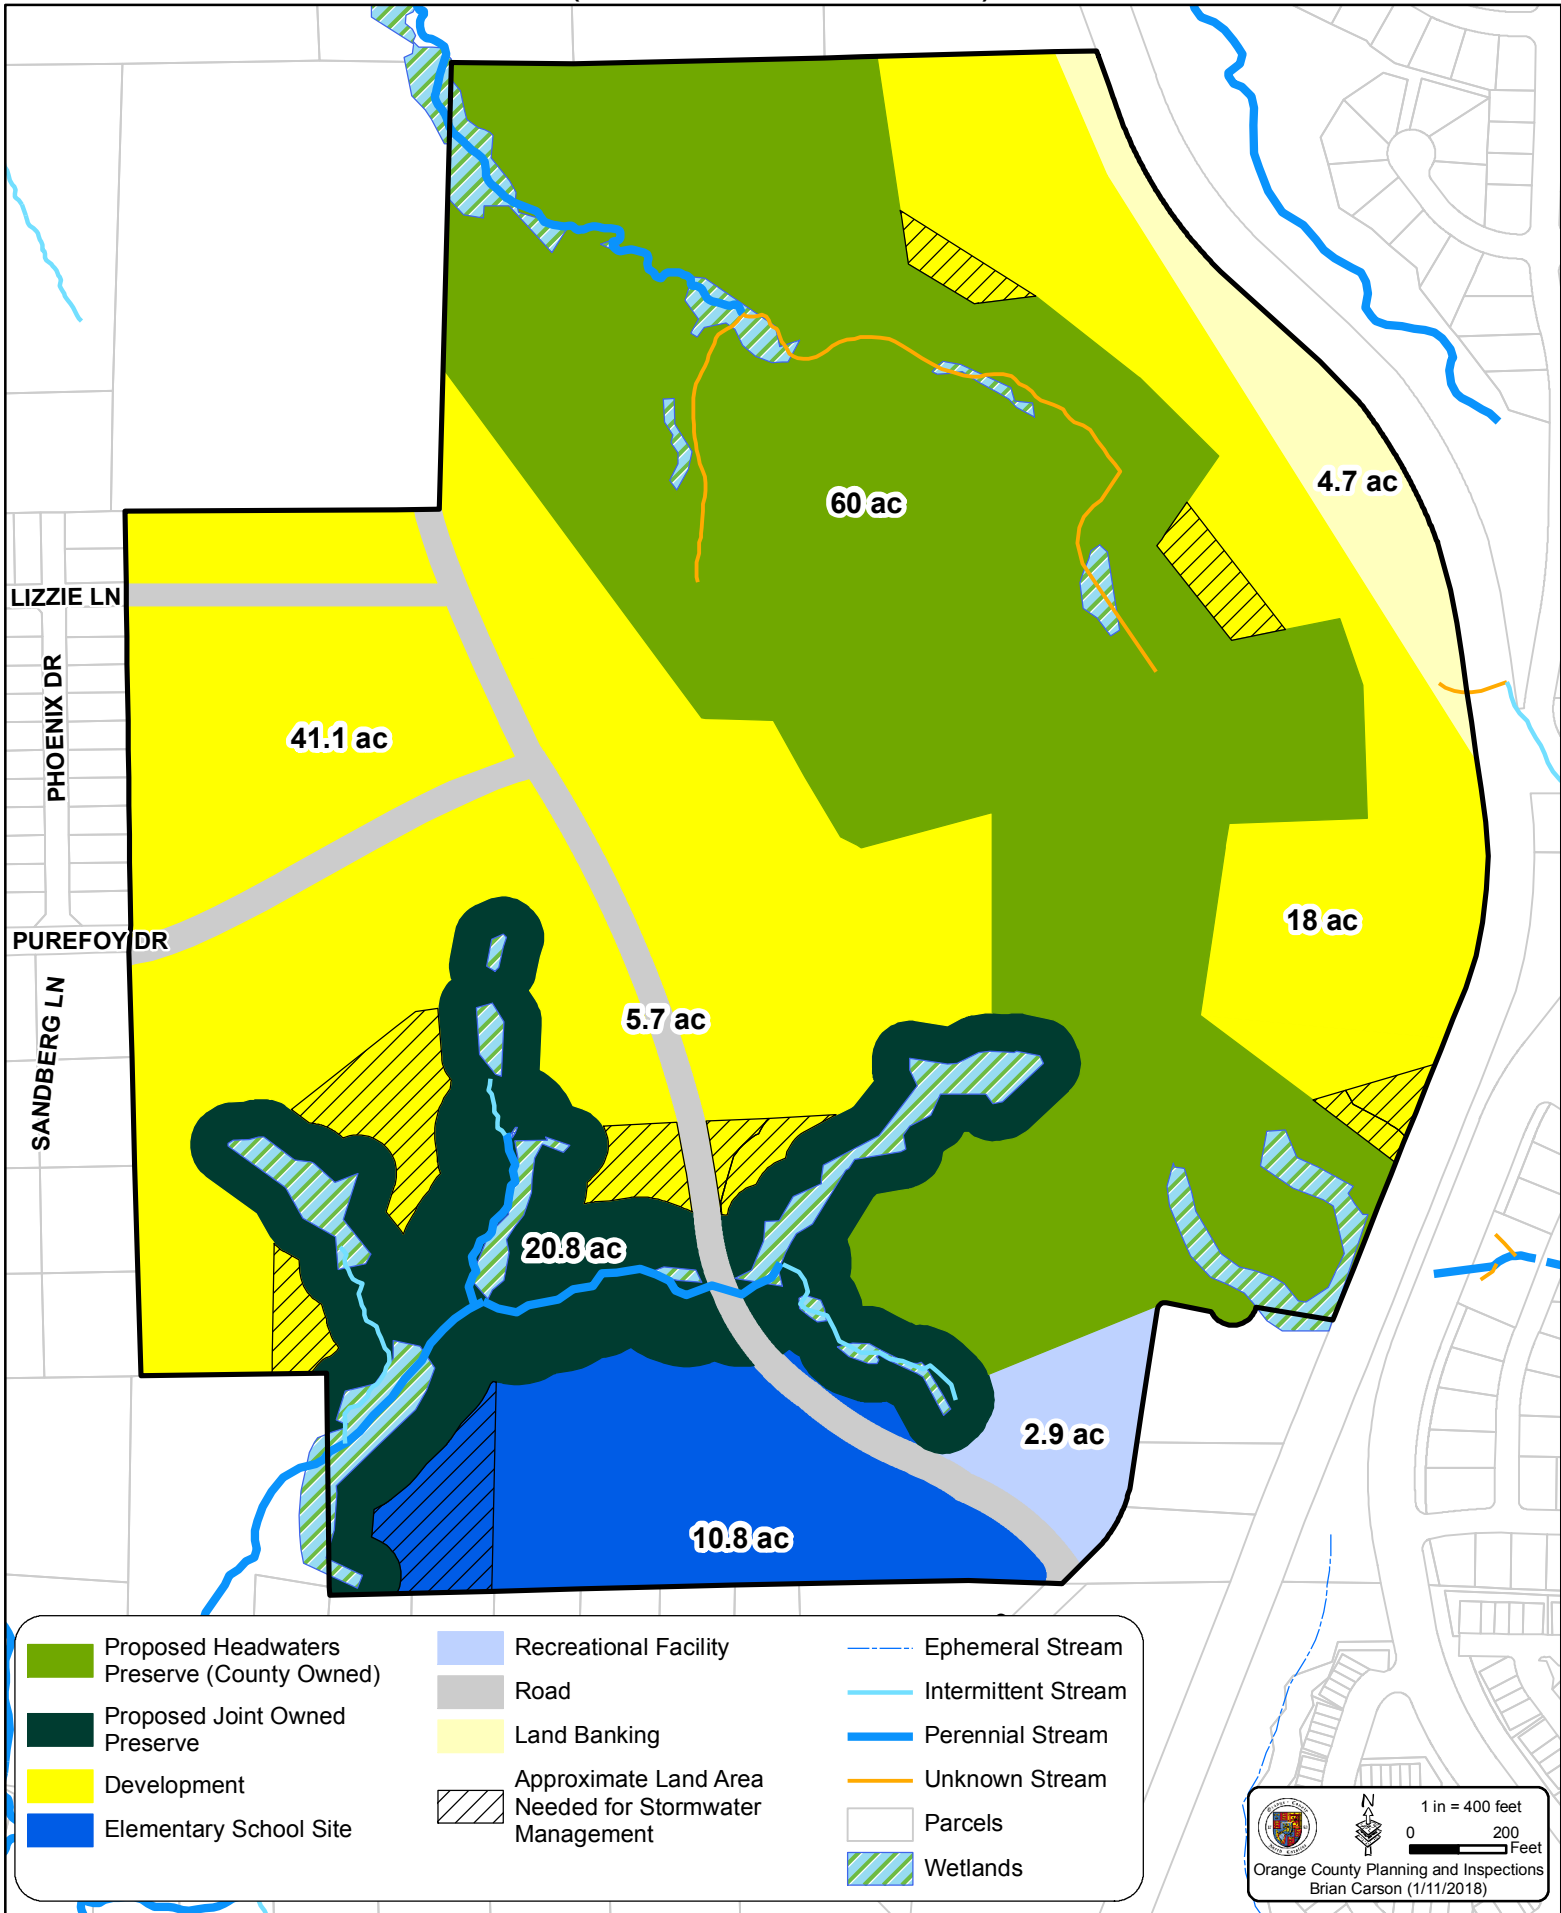 4.7 ac
60 ac
LIZZIE LN
PHOENIX DR
41.1 ac
18 ac
PUREFOY DR
SANDBERG LN
5.7 ac
20.8 ac
2.9 ac
10.8 ac
Proposed Headwaters
Preserve (County Owned)
Proposed Joint Owned
Preserve
Development
Elementary School Site
Recreational Facility
Road
Land Banking
Approximate Land Area
Needed for Stormwater
Management
Ephemeral Stream
Intermittent Stream
Perennial Stream
Unknown Stream
Parcels
Wetlands
N
1 in = 400 feet
0 200
Feet
Orange County Planning and Inspections
Brian Carson (1/11/2018)